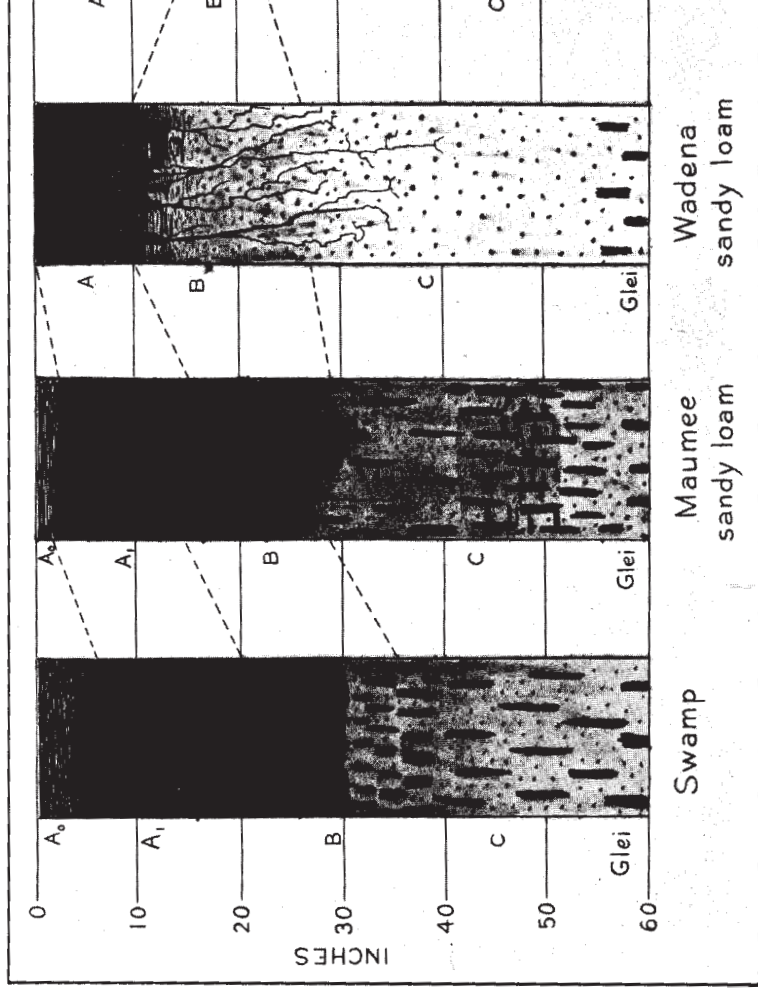 INCHES
0
10
20
30
40
50
60
A₀
A₁
B
C
Glei
Swamp
A₀
A₁
B
C
Glei
Maumee
sandy loam
A
B
C
Glei
Wadena
sandy loam
A
B
C